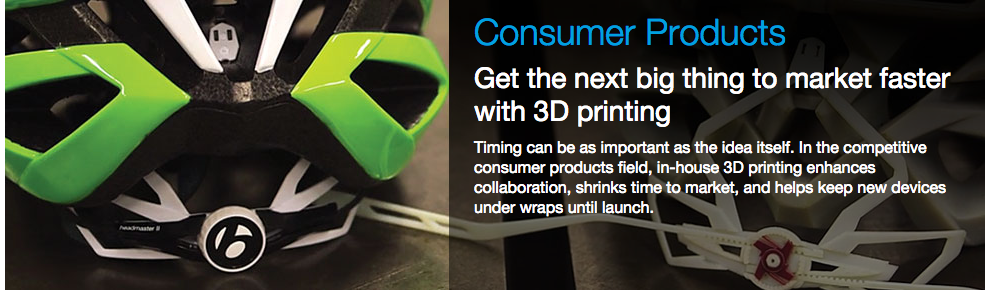 Consumer Products
Get the next big thing to market faster
with 3D printing
Timing can be as important as the idea itself. In the competitive
consumer products field, in-house 3D printing enhances
collaboration, shrinks time to market, and helps keep new devices
under wraps until launch.
headmaster II